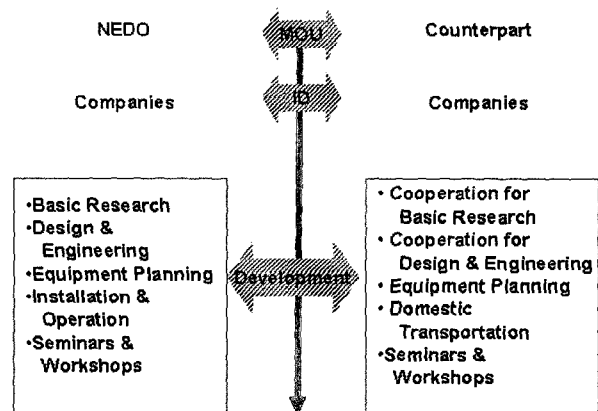 NEDO
MOU
Counterpart
Companies
ID
Companies
•Basic Research
•Design &
Engineering
•Equipment Planning
•Installation &
Operation
•Seminars &
Workshops
Development
• Cooperation for
Basic Research
• Cooperation for
Design & Engineering
• Equipment Planning
• Domestic
Transportation
•Seminars &
Workshops